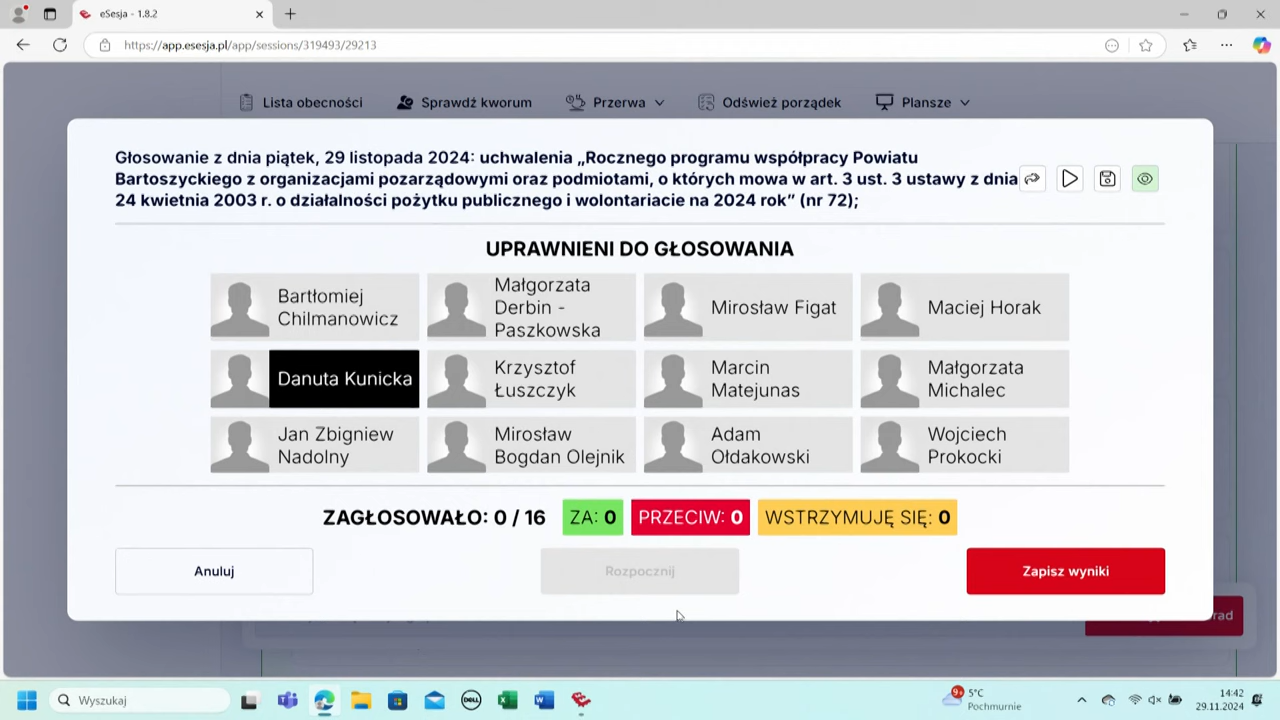 eSesja - 1.8.2
https://app.esesja.pl/app/sessions/319493/29213
Lista obecności
Sprawdź kworum
Przerwa
Odśwież porządek
Plansze
Głosowanie z dnia piątek, 29 listopada 2024: uchwalenia „Rocznego programu współpracy Powiatu
Bartoszyckiego z organizacjami pozarządowymi oraz podmiotami, o których mowa w art. 3 ust. 3 ustawy z dnia
24 kwietnia 2003 r. o działalności pożytku publicznego i wolontariacie na 2024 rok” (nr 72);
UPRAWNIENI DO GŁOSOWANIA
Bartłomiej
Chilmanowicz
Małgorzata
Derbin -
Paszkowska
Mirosław Figat
Maciej Horak
Danuta Kunicka
Krzysztof
Łuszczyk
Marcin
Matejunas
Małgorzata
Michalec
Jan Zbigniew
Nadolny
Mirosław
Bogdan Olejnik
Adam
Ołdakowski
Wojciech
Prokocki
ZAGŁOSOWAŁO: 0 / 16
ZA: 0
PRZECIW: 0
WSTRZYMUJĘ SIĘ: 0
Anuluj
Rozpocznij
Zapisz wyniki
rad
Wyszukaj
DELL
9+
5°C
Pochmurnie
14:42
29.11.2024